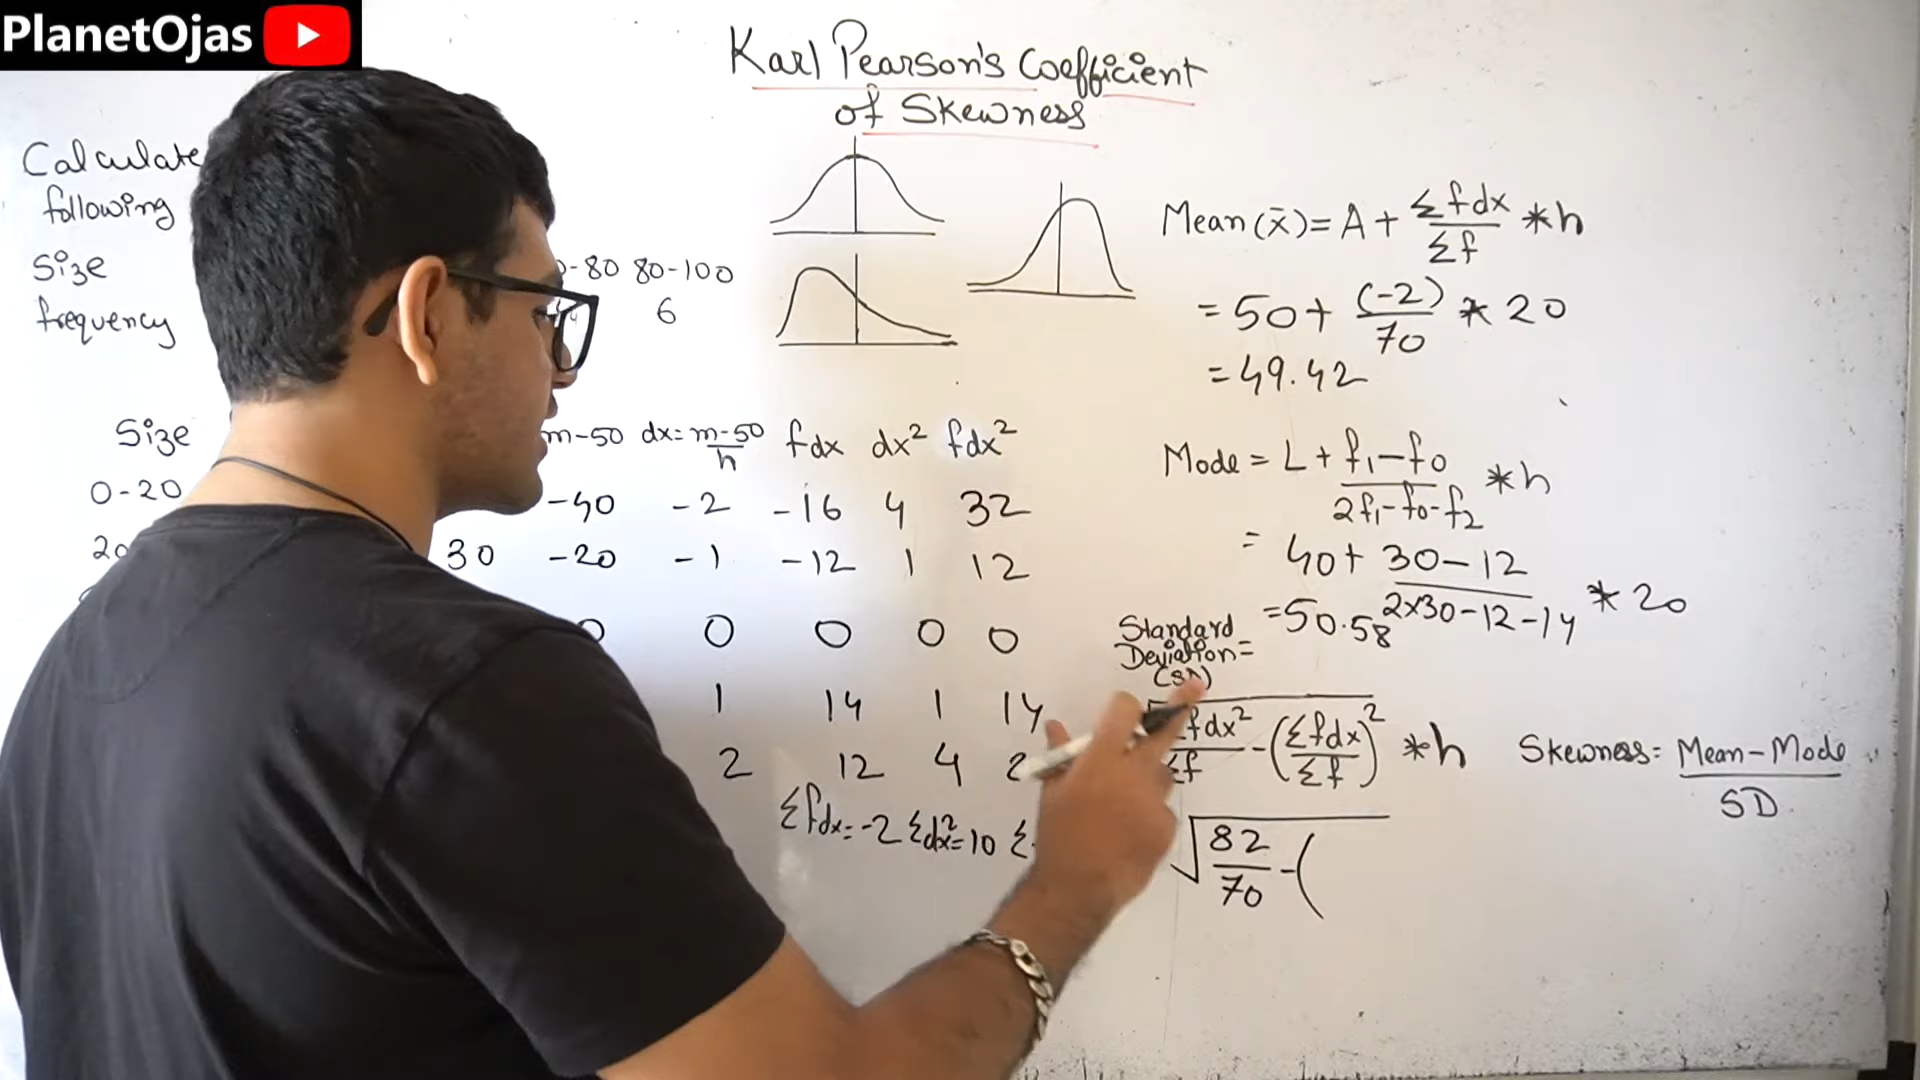 PlanetOjas
Karl Pearson's Coefficient
of Skewness
Calculate
following
Size -80 80-100
frequency 6
Size m-50 dx=m-50/h fdx dx² fdx²
0-20 -40 -2 -16 4 32
20 30 -20 -1 -12 1 12
0 0 0 0
1 14 1 14
2 12 4 2
Σfdx=-2 Σdx²=10 Σ
Mean(x̄)= A+ Σfdx/Σf *h
= 50+ (-2)/70 * 20
= 49.42
Mode = L+ f₁-f₀/2f₁-f₀-f₂ *h
= 40+ 30-12/2x30-12-14 * 20
=50.58
Standard
Deviation=
(SD)
√Σfdx²/Σf -(Σfdx/Σf)² *h
√82/70 -(
Skewness= Mean-Mode/SD